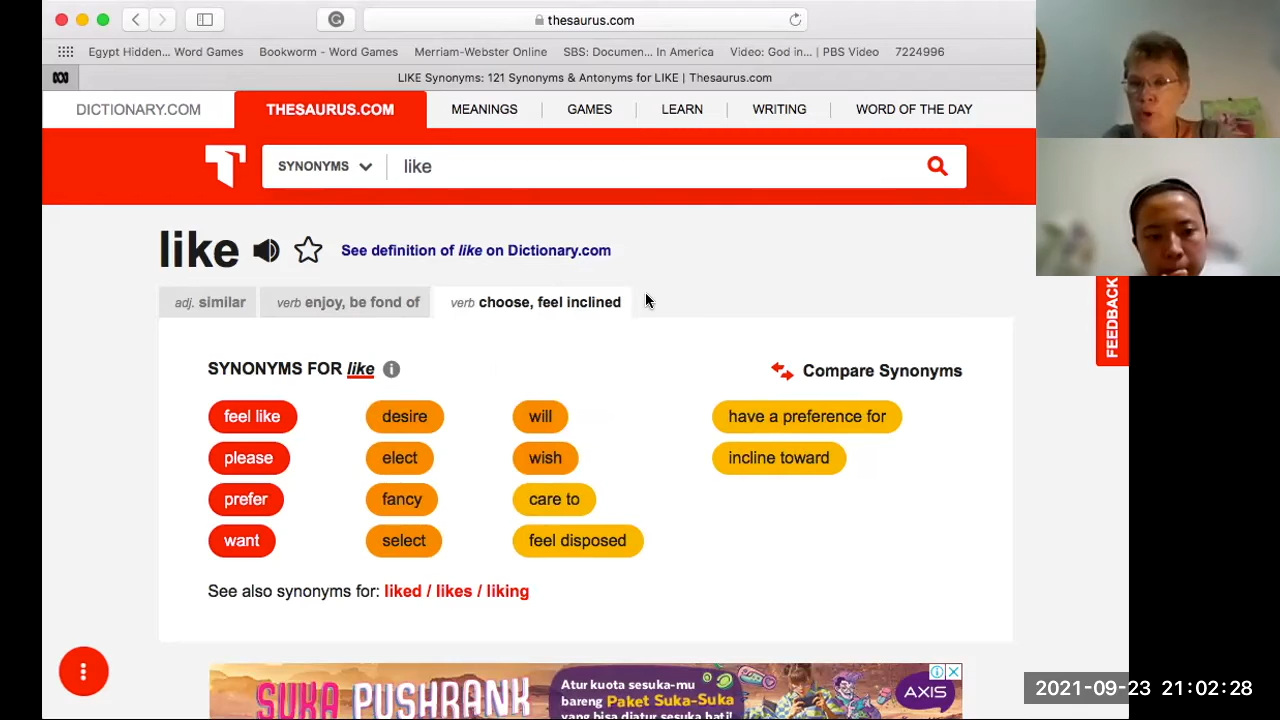 thesaurus.com
Egypt Hidden... Word Games Bookworm - Word Games Merriam-Webster Online SBS: Documen... In America Video: God in... | PBS Video 7224996
LIKE Synonyms: 121 Synonyms & Antonyms for LIKE | Thesaurus.com
DICTIONARY.COM THESAURUS.COM MEANINGS GAMES LEARN WRITING WORD OF THE DAY
SYNONYMS like
like See definition of like on Dictionary.com
adj. similar verb enjoy, be fond of verb choose, feel inclined
FEEDBACK
SYNONYMS FOR like Compare Synonyms
feel like desire will have a preference for
please elect wish incline toward
prefer fancy care to
want select feel disposed
See also synonyms for: liked / likes / liking
SUKA PUSHRANK
Atur kuota sesuka-mu
bareng Paket Suka-Suka
yang bisa diatur sesuka hati!
AXIS
2021-09-23 21:02:28